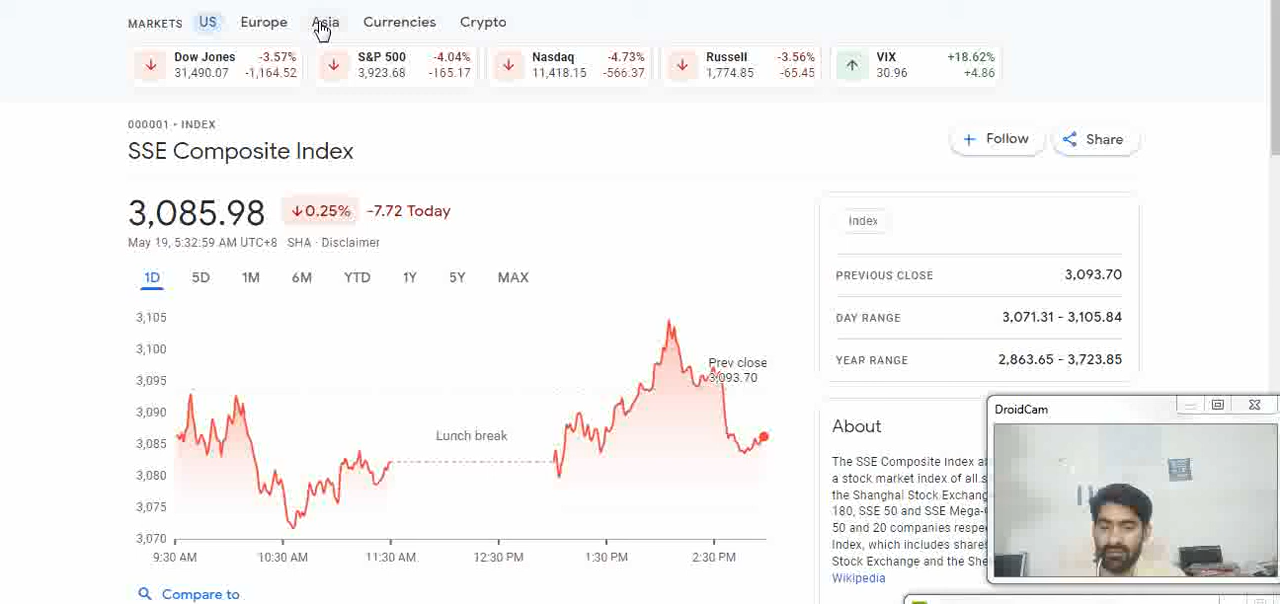 MARKETS US Europe Asia Currencies Crypto
Dow Jones -3.57%
31,490.07 -1,164.52
S&P 500 -4.04%
3,923.68 -165.17
Nasdaq -4.73%
11,418.15 -566.37
Russell -3.56%
1,774.85 -65.45
VIX +18.62%
30.96 +4.86
000001 • INDEX
SSE Composite Index
+ Follow
Share
3,085.98 ↓0.25% -7.72 Today
May 19, 5:32:59 AM UTC+8 SHA · Disclaimer
1D 5D 1M 6M YTD 1Y 5Y MAX
3,105
3,100
3,095
3,090
3,085
3,080
3,075
3,070
Prev close
3,093.70
Lunch break
9:30 AM 10:30 AM 11:30 AM 12:30 PM 1:30 PM 2:30 PM
Compare to
Index
PREVIOUS CLOSE 3,093.70
DAY RANGE 3,071.31 - 3,105.84
YEAR RANGE 2,863.65 - 3,723.85
About
The SSE Composite Index
a stock market index of all
the Shanghai Stock Exchange
180, SSE 50 and SSE Mega-
50 and 20 companies
Index, which includes
Stock Exchange and the
Wikipedia
DroidCam